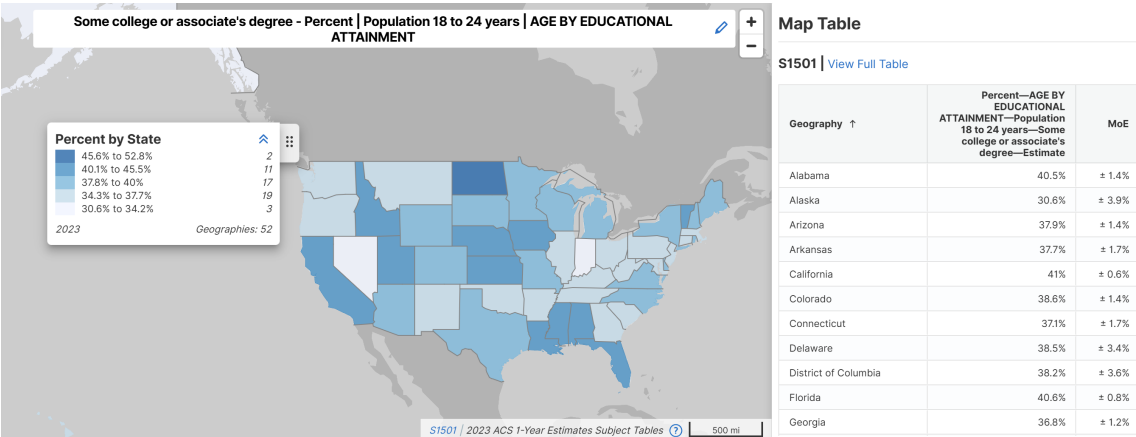 Some college or associate's degree - Percent | Population 18 to 24 years | AGE BY EDUCATIONAL
ATTAINMENT
+
−
Percent by State
45.6% to 52.8% 2
40.1% to 45.5% 11
37.8% to 40% 17
34.3% to 37.7% 19
30.6% to 34.2% 3
2023 Geographies: 52
S1501 | 2023 ACS 1-Year Estimates Subject Tables ?
500 mi
Map Table
S1501 | View Full Table
Geography ↑
Percent—AGE BY
EDUCATIONAL
ATTAINMENT—Population
18 to 24 years—Some
college or associate's
degree—Estimate
MoE
Alabama 40.5% ± 1.4%
Alaska 30.6% ± 3.9%
Arizona 37.9% ± 1.4%
Arkansas 37.7% ± 1.7%
California 41% ± 0.6%
Colorado 38.6% ± 1.4%
Connecticut 37.1% ± 1.7%
Delaware 38.5% ± 3.4%
District of Columbia 38.2% ± 3.6%
Florida 40.6% ± 0.8%
Georgia 36.8% ± 1.2%